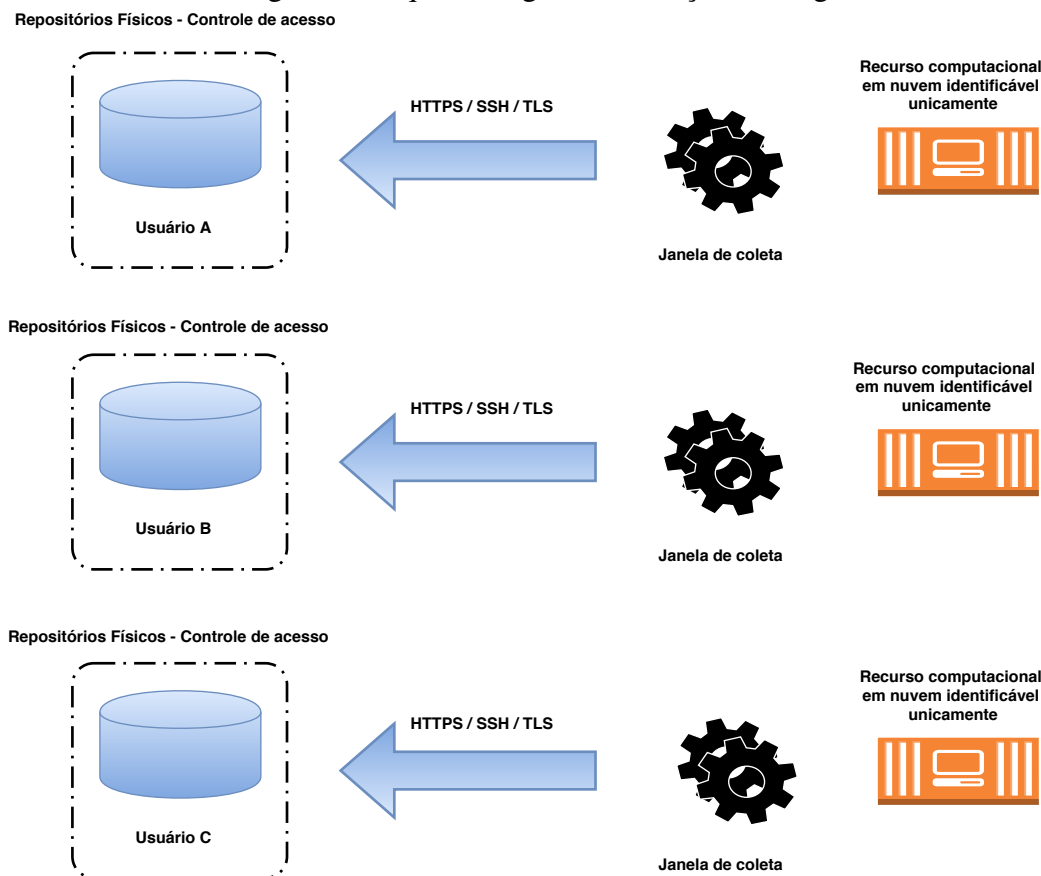 Repositórios Físicos - Controle de acesso
HTTPS / SSH / TLS
Recurso computacional
em nuvem identificável
unicamente
Usuário A
Janela de coleta
Repositórios Físicos - Controle de acesso
HTTPS / SSH / TLS
Recurso computacional
em nuvem identificável
unicamente
Usuário B
Janela de coleta
Repositórios Físicos - Controle de acesso
HTTPS / SSH / TLS
Recurso computacional
em nuvem identificável
unicamente
Usuário C
Janela de coleta